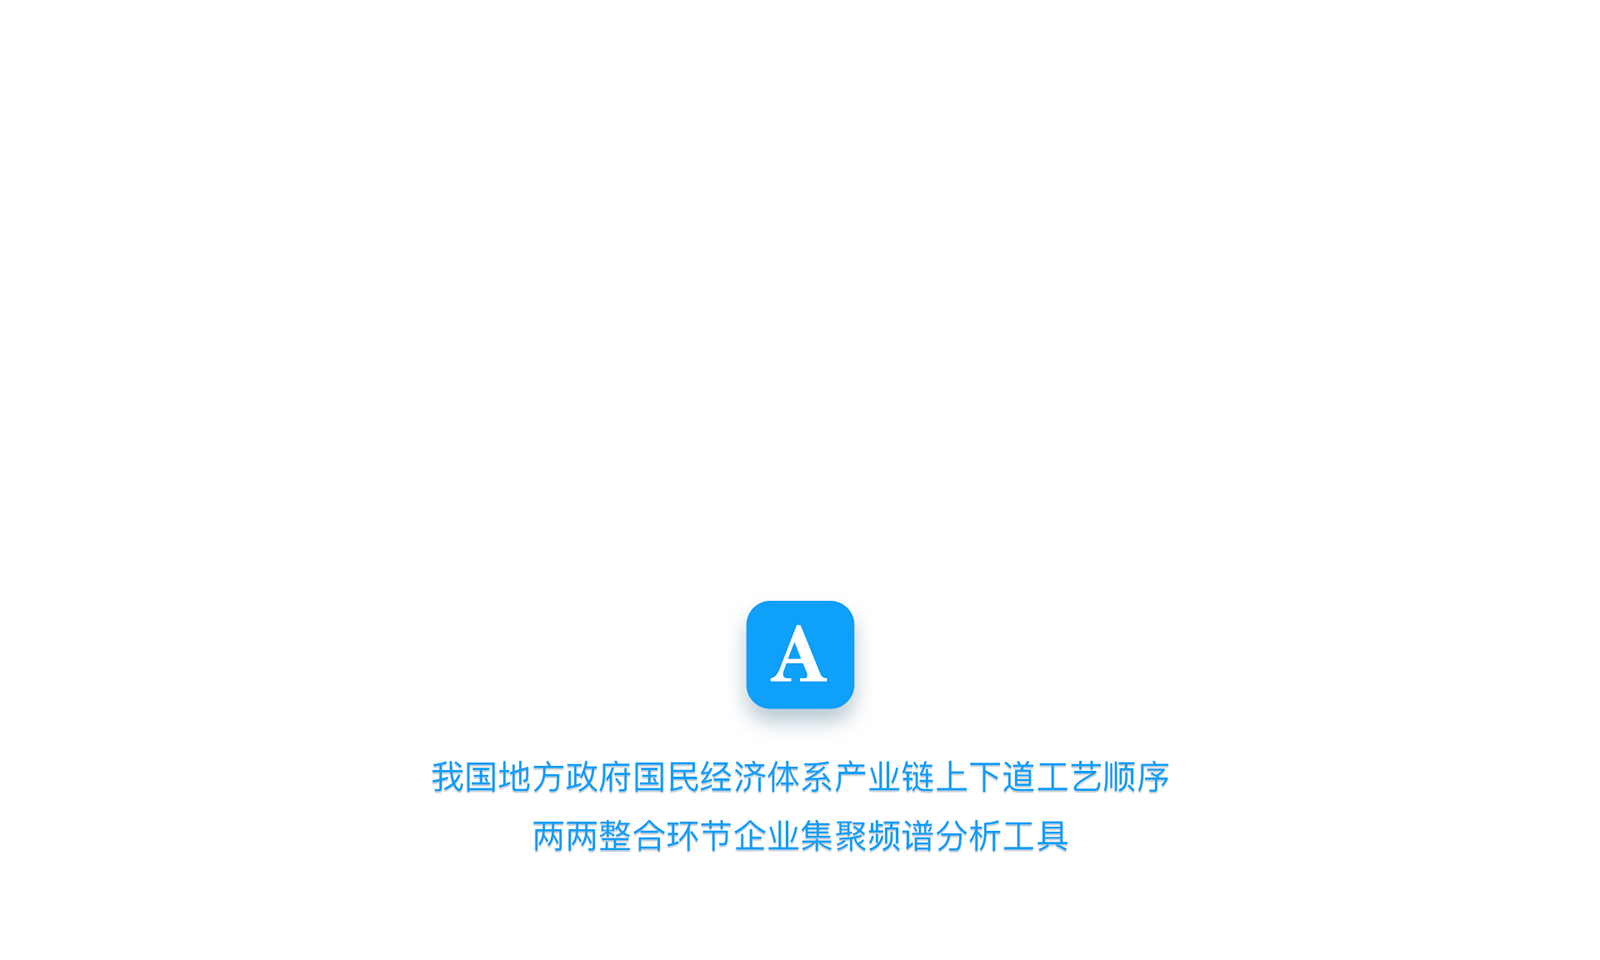 A
我国地方政府国民经济体系产业链上下道工艺顺序
两两整合环节企业集聚频谱分析工具